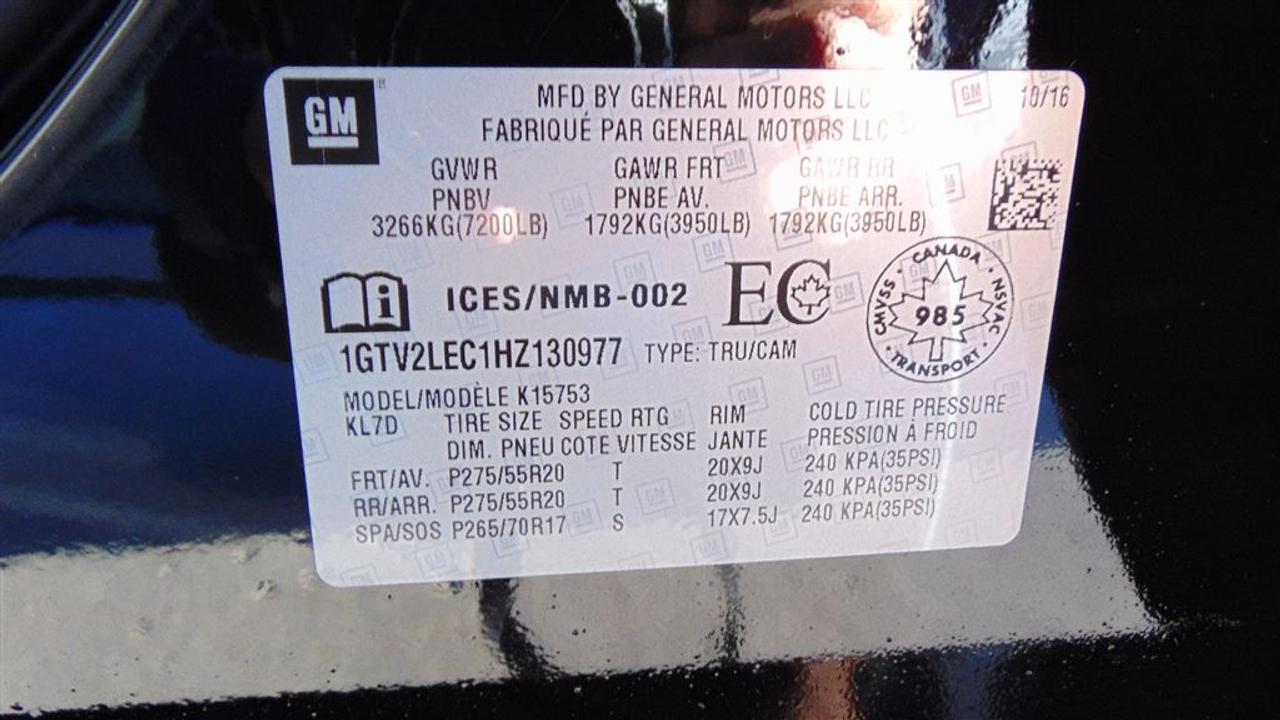 GM
MFD BY GENERAL MOTORS LLC 10/16
FABRIQUÉ PAR GENERAL MOTORS LLC
GVWR GAWR FRT GAWR RR
PNBV PNBE AV. PNBE ARR.
3266KG(7200LB) 1792KG(3950LB) 1792KG(3950LB)
ICES/NMB-002 EC
CANADA
CMVSS 985 NSVAC
TRANSPORT
1GTV2LEC1HZ130977 TYPE: TRU/CAM
MODEL/MODÈLE K15753
KL7D TIRE SIZE SPEED RTG RIM COLD TIRE PRESSURE
DIM. PNEU COTE VITESSE JANTE PRESSION À FROID
FRT/AV. P275/55R20 T 20X9J 240 KPA(35PSI)
RR/ARR. P275/55R20 T 20X9J 240 KPA(35PSI)
SPA/SOS P265/70R17 S 17X7.5J 240 KPA(35PSI)